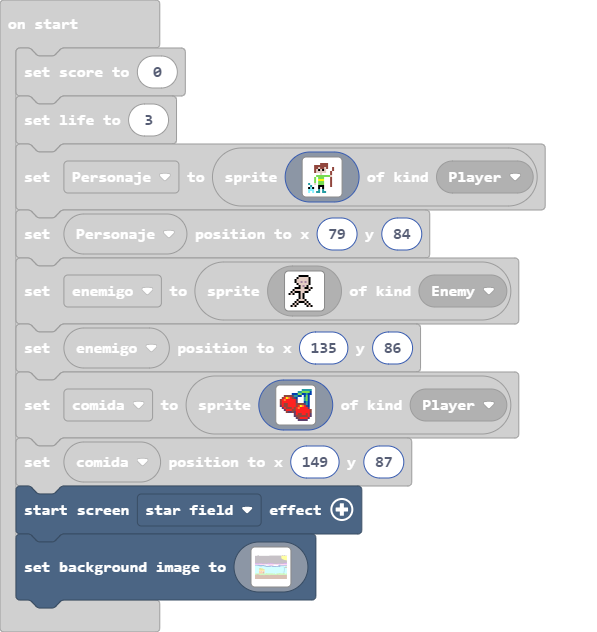 on start
set score to 0
set life to 3
set Personaje to sprite of kind Player
set Personaje position to x 79 y 84
set enemigo to sprite of kind Enemy
set enemigo position to x 135 y 86
set comida to sprite of kind Player
set comida position to x 149 y 87
start screen star field effect
set background image to